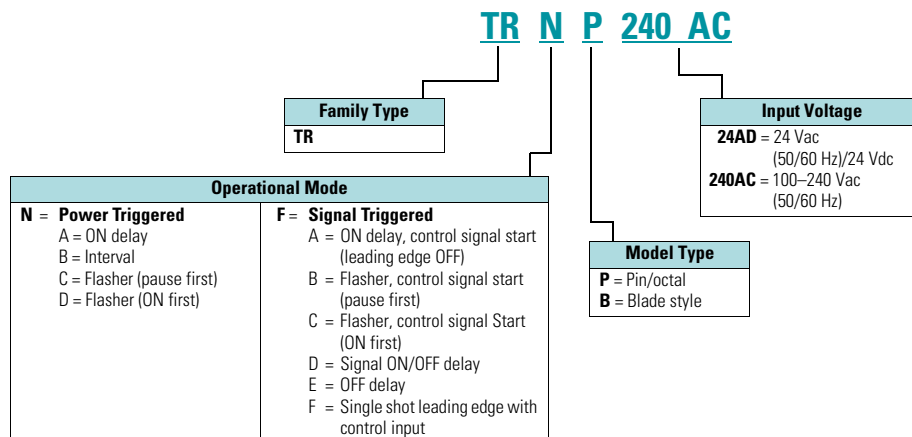 TR N P 240 AC
Family Type
TR
Input Voltage
24AD = 24 Vac
(50/60 Hz)/24 Vdc
240AC = 100–240 Vac
(50/60 Hz)
Operational Mode
N = Power Triggered
A = ON delay
B = Interval
C = Flasher (pause first)
D = Flasher (ON first)
F = Signal Triggered
A = ON delay, control signal start
(leading edge OFF)
B = Flasher, control signal start
(pause first)
C = Flasher, control signal Start
(ON first)
D = Signal ON/OFF delay
E = OFF delay
F = Single shot leading edge with
control input
Model Type
P = Pin/octal
B = Blade style